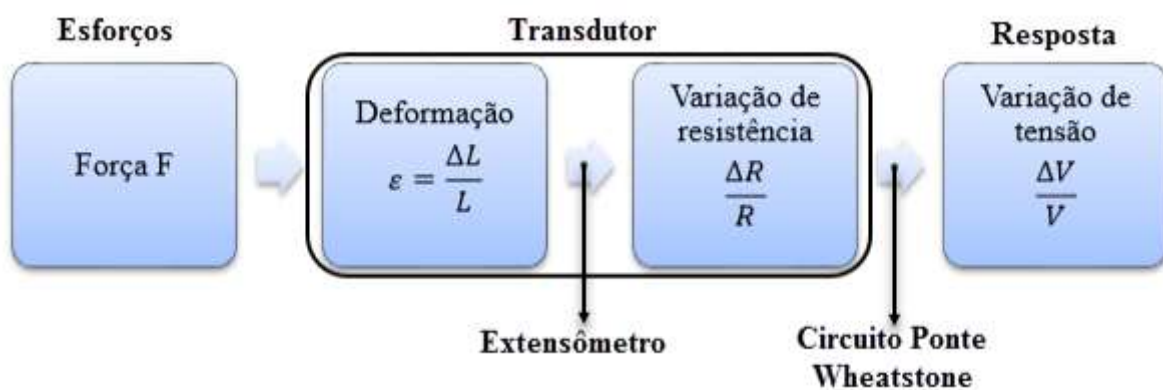 Esforços
Transdutor
Resposta
Força F
Deformação
ε = ΔL/L
Variação de
resistência
ΔR/R
Variação de
tensão
ΔV/V
Extensômetro
Circuito Ponte
Wheatstone